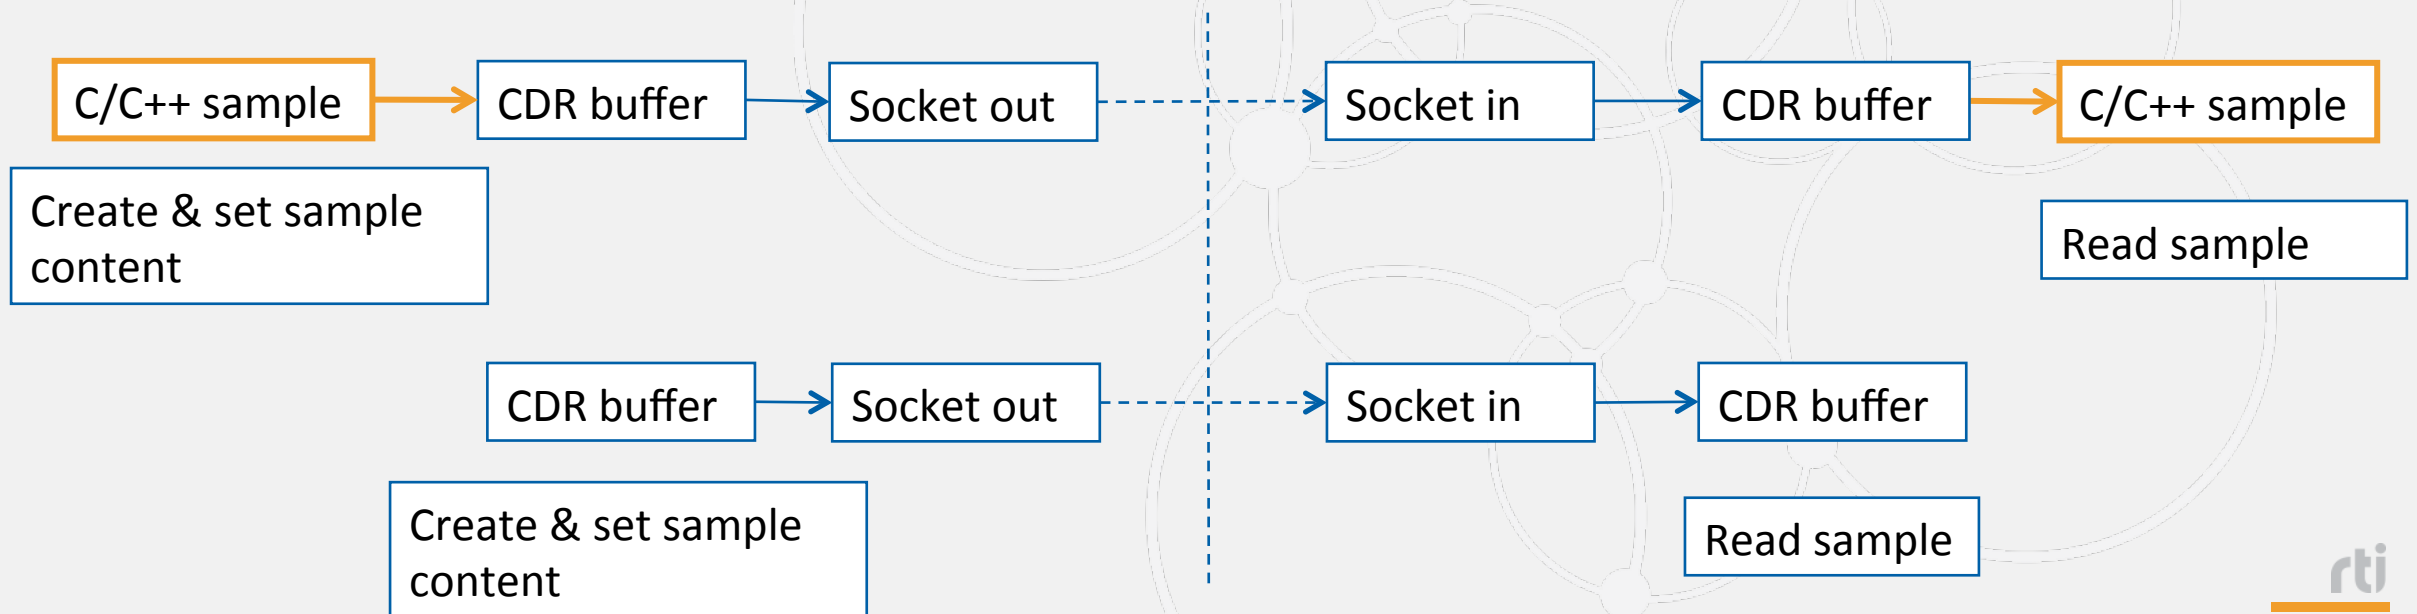 C/C++ sample
CDR buffer
Socket out
Socket in
CDR buffer
C/C++ sample
Create & set sample
content
Read sample
CDR buffer
Socket out
Socket in
CDR buffer
Create & set sample
content
Read sample
rti